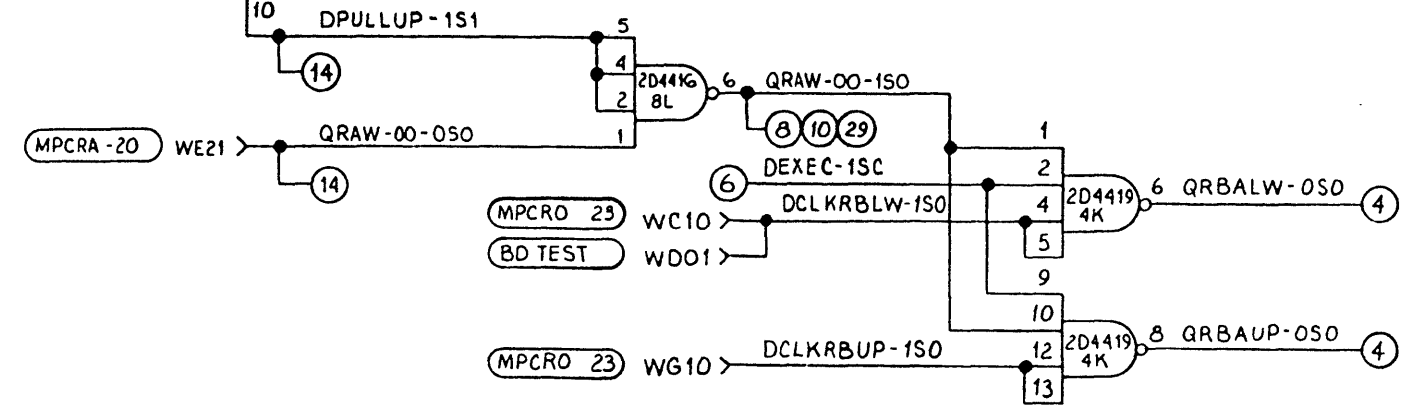 10
DPULLUP-1S1
5
14
4
2D4416
6
QRAW-00-1S0
8L
2
8 10 29
MPCRA-20
WE21
QRAW-00-0S0
1
14
1
6
DEXEC-1SC
2
2D4419
6
QRBALW-0S0
4
MPCRO 23
WC10
DCLKRBLW-1S0
4
4K
BD TEST
WD01
5
9
10
2D4419
8
QRBAUP-0S0
4
MPCRO 23
WG10
DCLKRBUP-1S0
12
4K
13